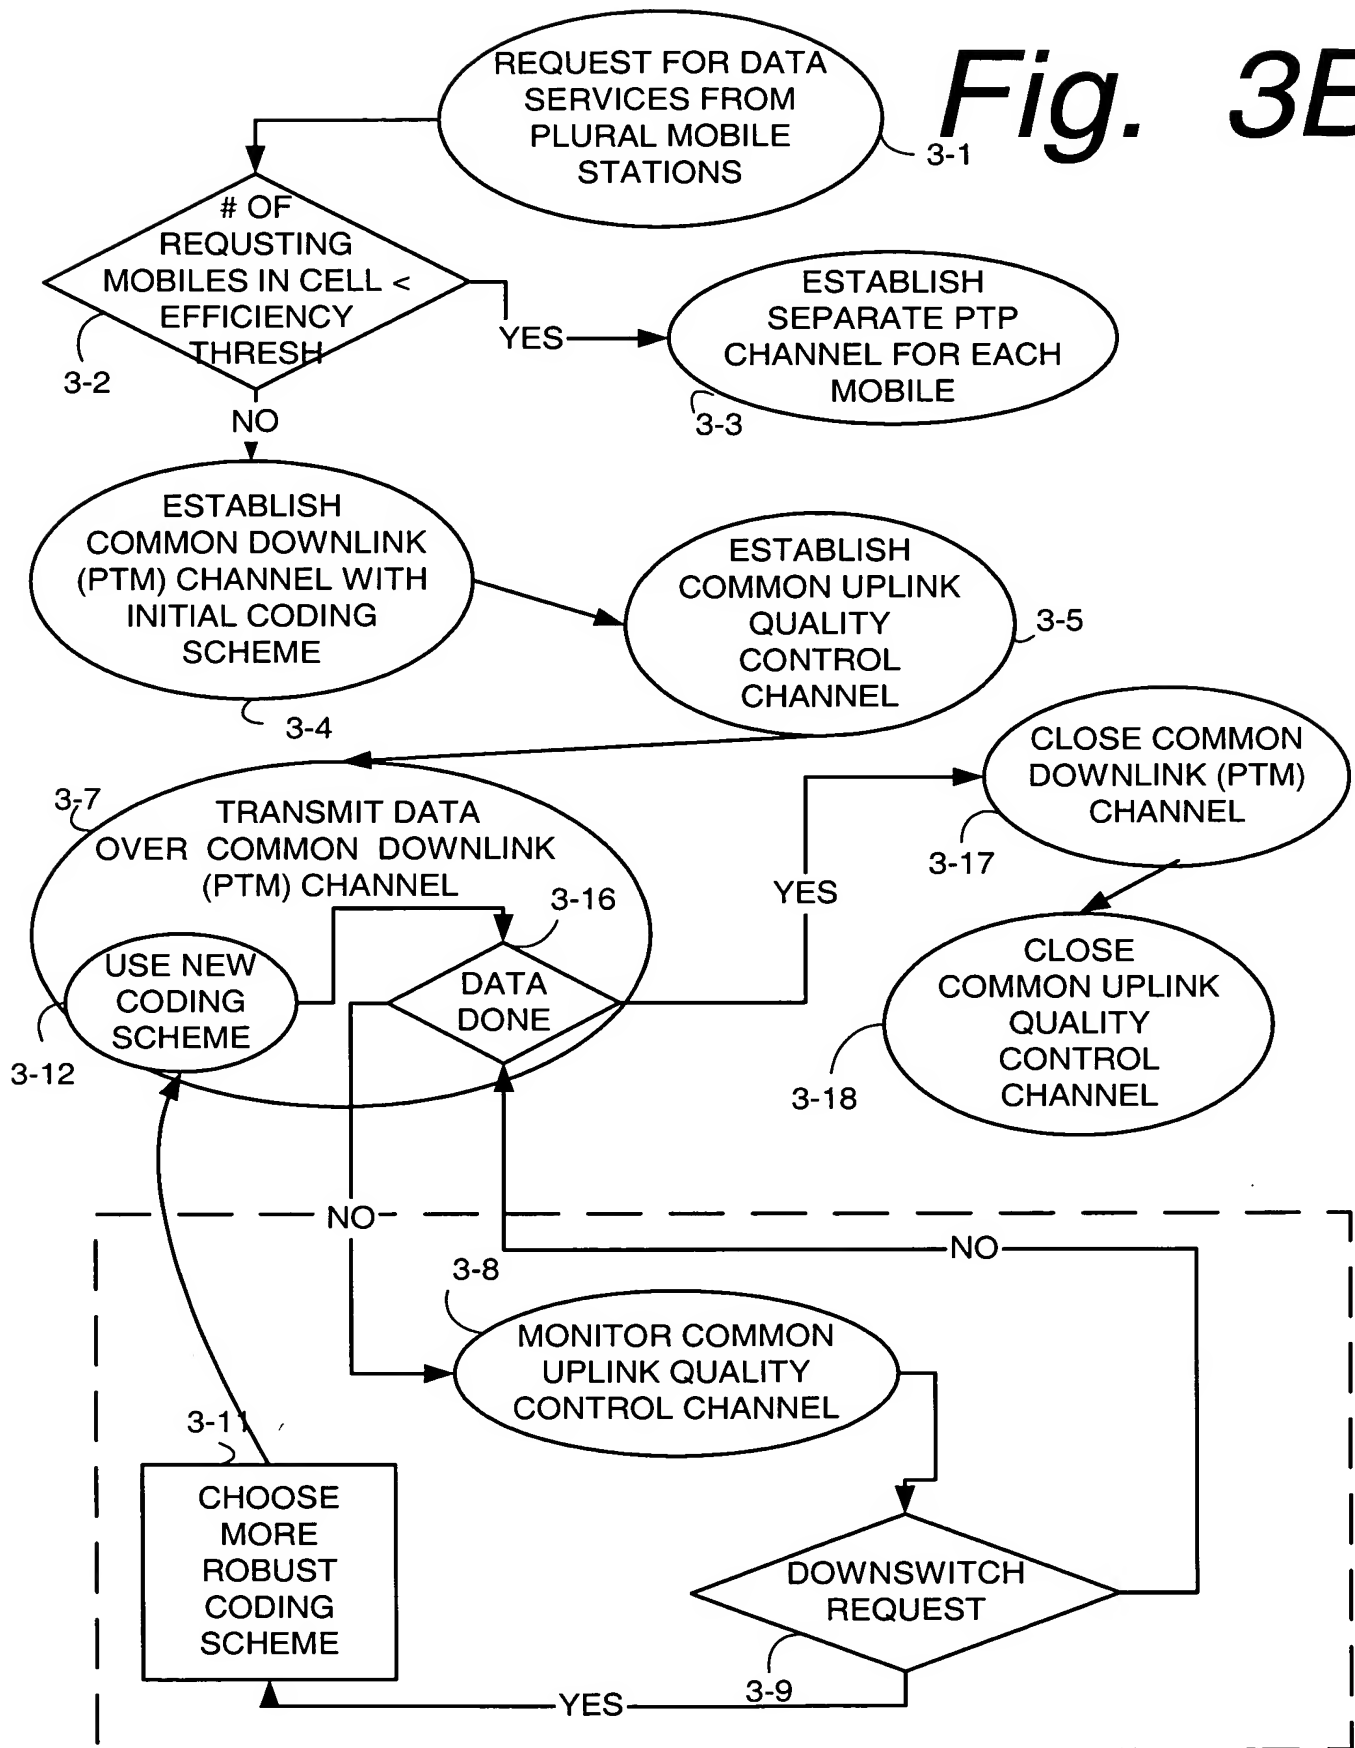 REQUEST FOR DATA
SERVICES FROM
PLURAL MOBILE
STATIONS
Fig. 3B
3-1
# OF
REQUSTING
MOBILES IN CELL <
EFFICIENCY
THRESH
3-2
YES
ESTABLISH
SEPARATE PTP
CHANNEL FOR EACH
MOBILE
3-3
NO
ESTABLISH
COMMON DOWNLINK
(PTM) CHANNEL WITH
INITIAL CODING
SCHEME
3-4
ESTABLISH
COMMON UPLINK
QUALITY
CONTROL
CHANNEL
3-5
3-7
TRANSMIT DATA
OVER COMMON DOWNLINK
(PTM) CHANNEL
3-16
USE NEW
CODING
SCHEME
3-12
DATA
DONE
YES
CLOSE COMMON
DOWNLINK (PTM)
CHANNEL
3-17
CLOSE
COMMON UPLINK
QUALITY
CONTROL
CHANNEL
3-18
NO
NO
3-8
MONITOR COMMON
UPLINK QUALITY
CONTROL CHANNEL
3-11
CHOOSE
MORE
ROBUST
CODING
SCHEME
DOWNSWITCH
REQUEST
3-9
YES